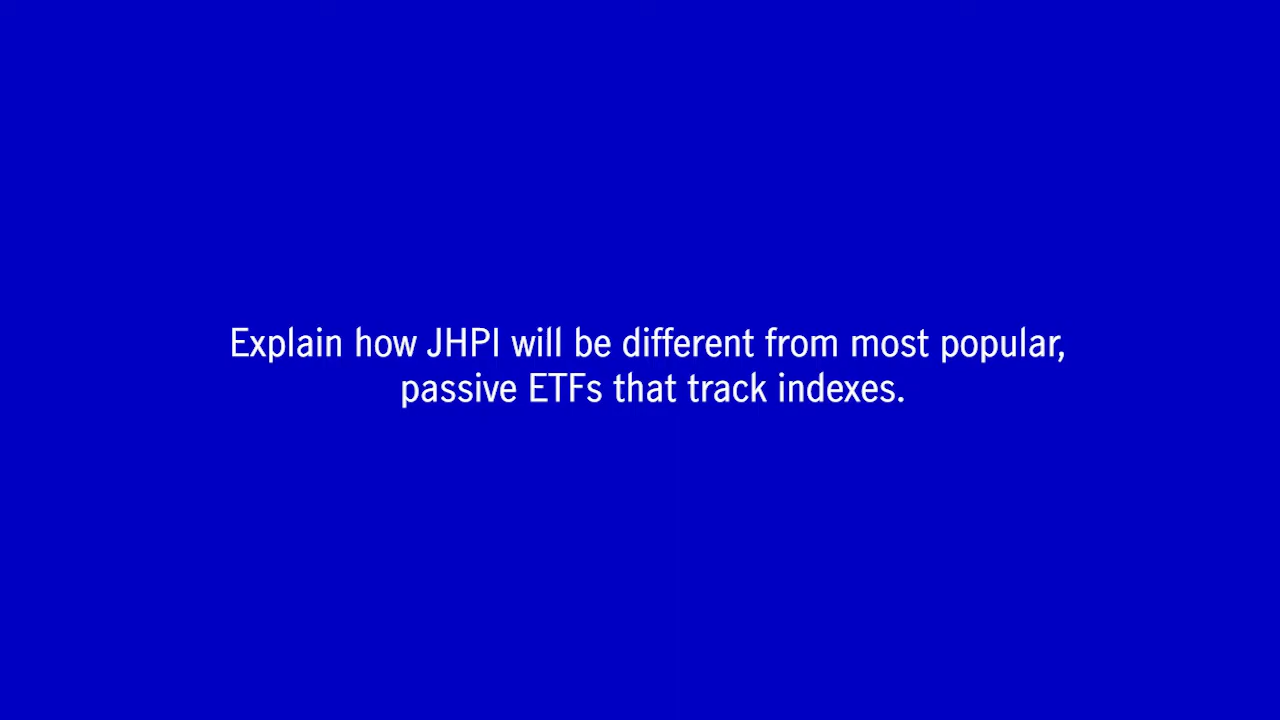 Explain how JHPI will be different from most popular,
passive ETFs that track indexes.